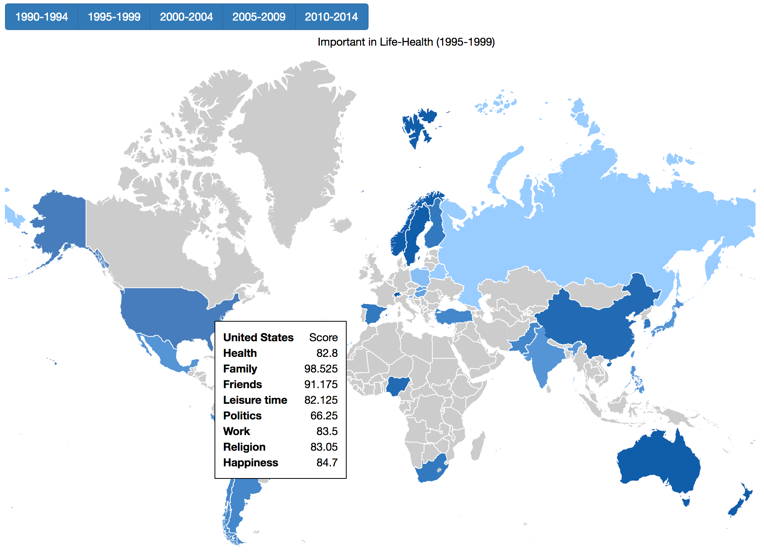 1990-1994 1995-1999 2000-2004 2005-2009 2010-2014
Important in Life-Health (1995-1999)
United States Score
Health 82.8
Family 98.525
Friends 91.175
Leisure time 82.125
Politics 66.25
Work 83.5
Religion 83.05
Happiness 84.7